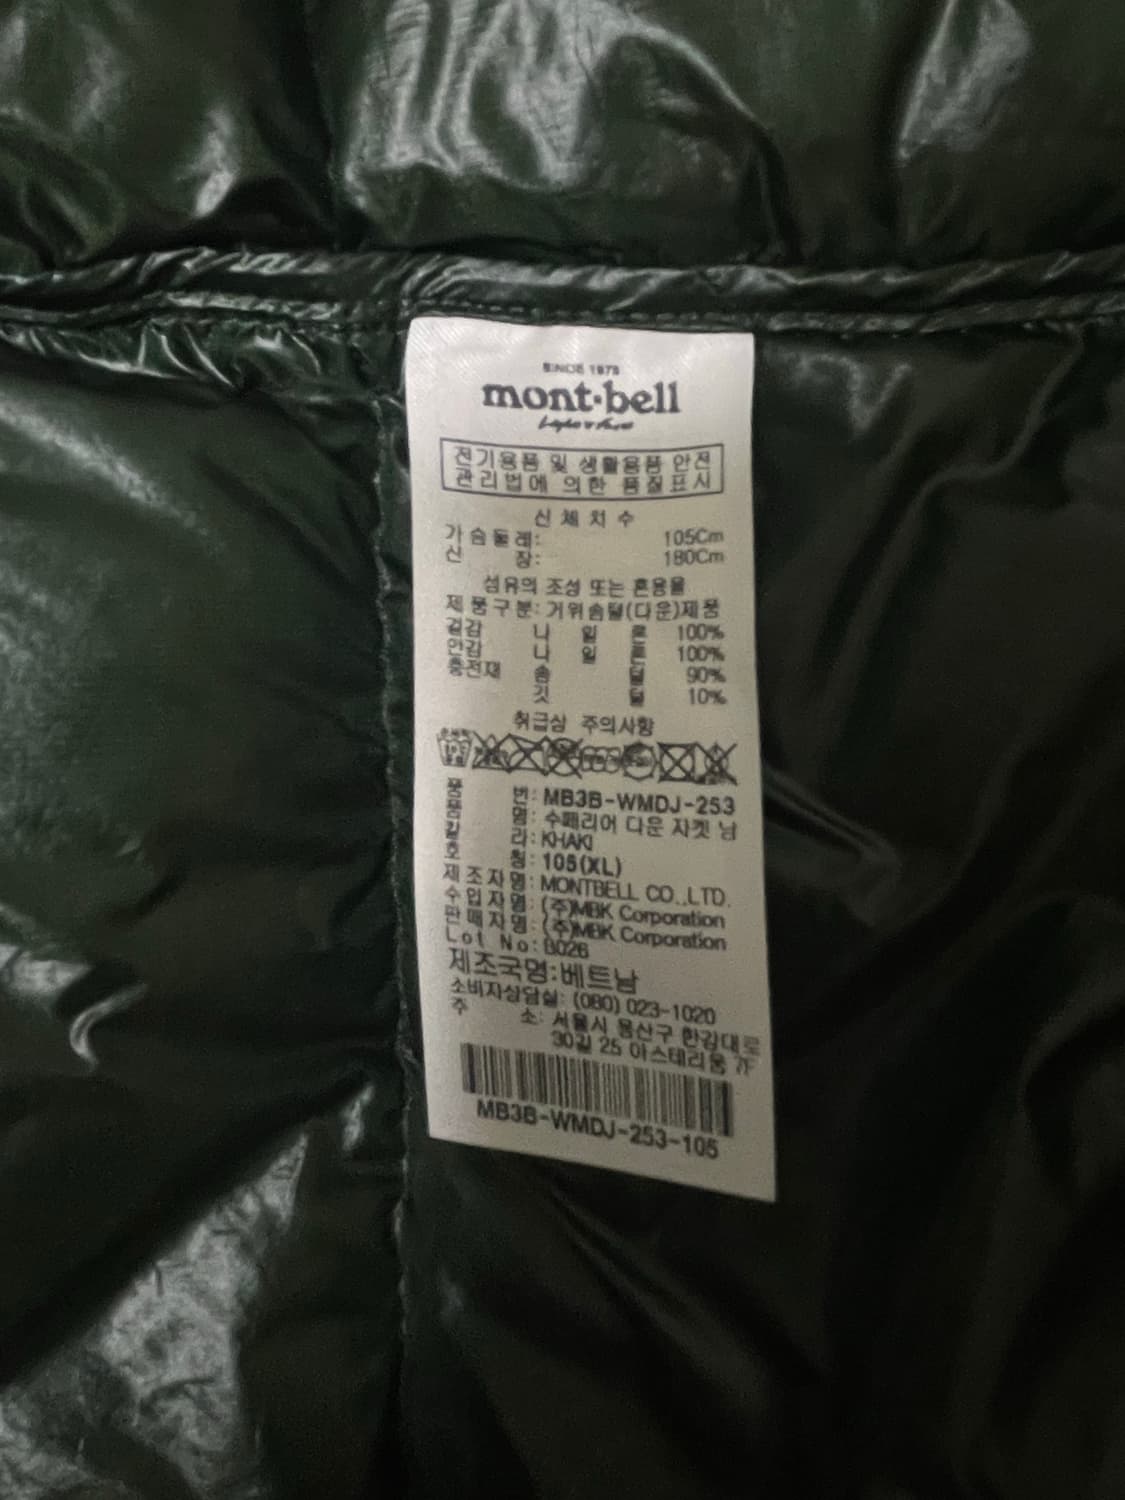 SINCE 1975
mont·bell
Light & Fast
전기용품 및 생활용품 안전
관리법에 의한 품질표시
신체치수
가슴둘레: 105Cm
신 장: 180Cm
섬유의 조성 또는 혼용율
제품구분: 거위솜털(다운)제품
겉감 나 일 론 100%
안감 나 일 론 100%
충전재 솜 털 90%
깃 털 10%
취급상 주의사항
품 번: MB3B-WMDJ-253
품 명: 수페리어 다운 자켓 남
칼 라: KHAKI
호 칭: 105(XL)
제조자명: MONTBELL CO.,LTD.
수입자명: (주)MBK Corporation
판매자명: (주)MBK Corporation
Lot No: B026
제조국명:베트남
소비자상담실: (080) 023-1020
주 소: 서울시 용산구 한강대로
30길 25 아스테리움 7F
MB3B-WMDJ-253-105